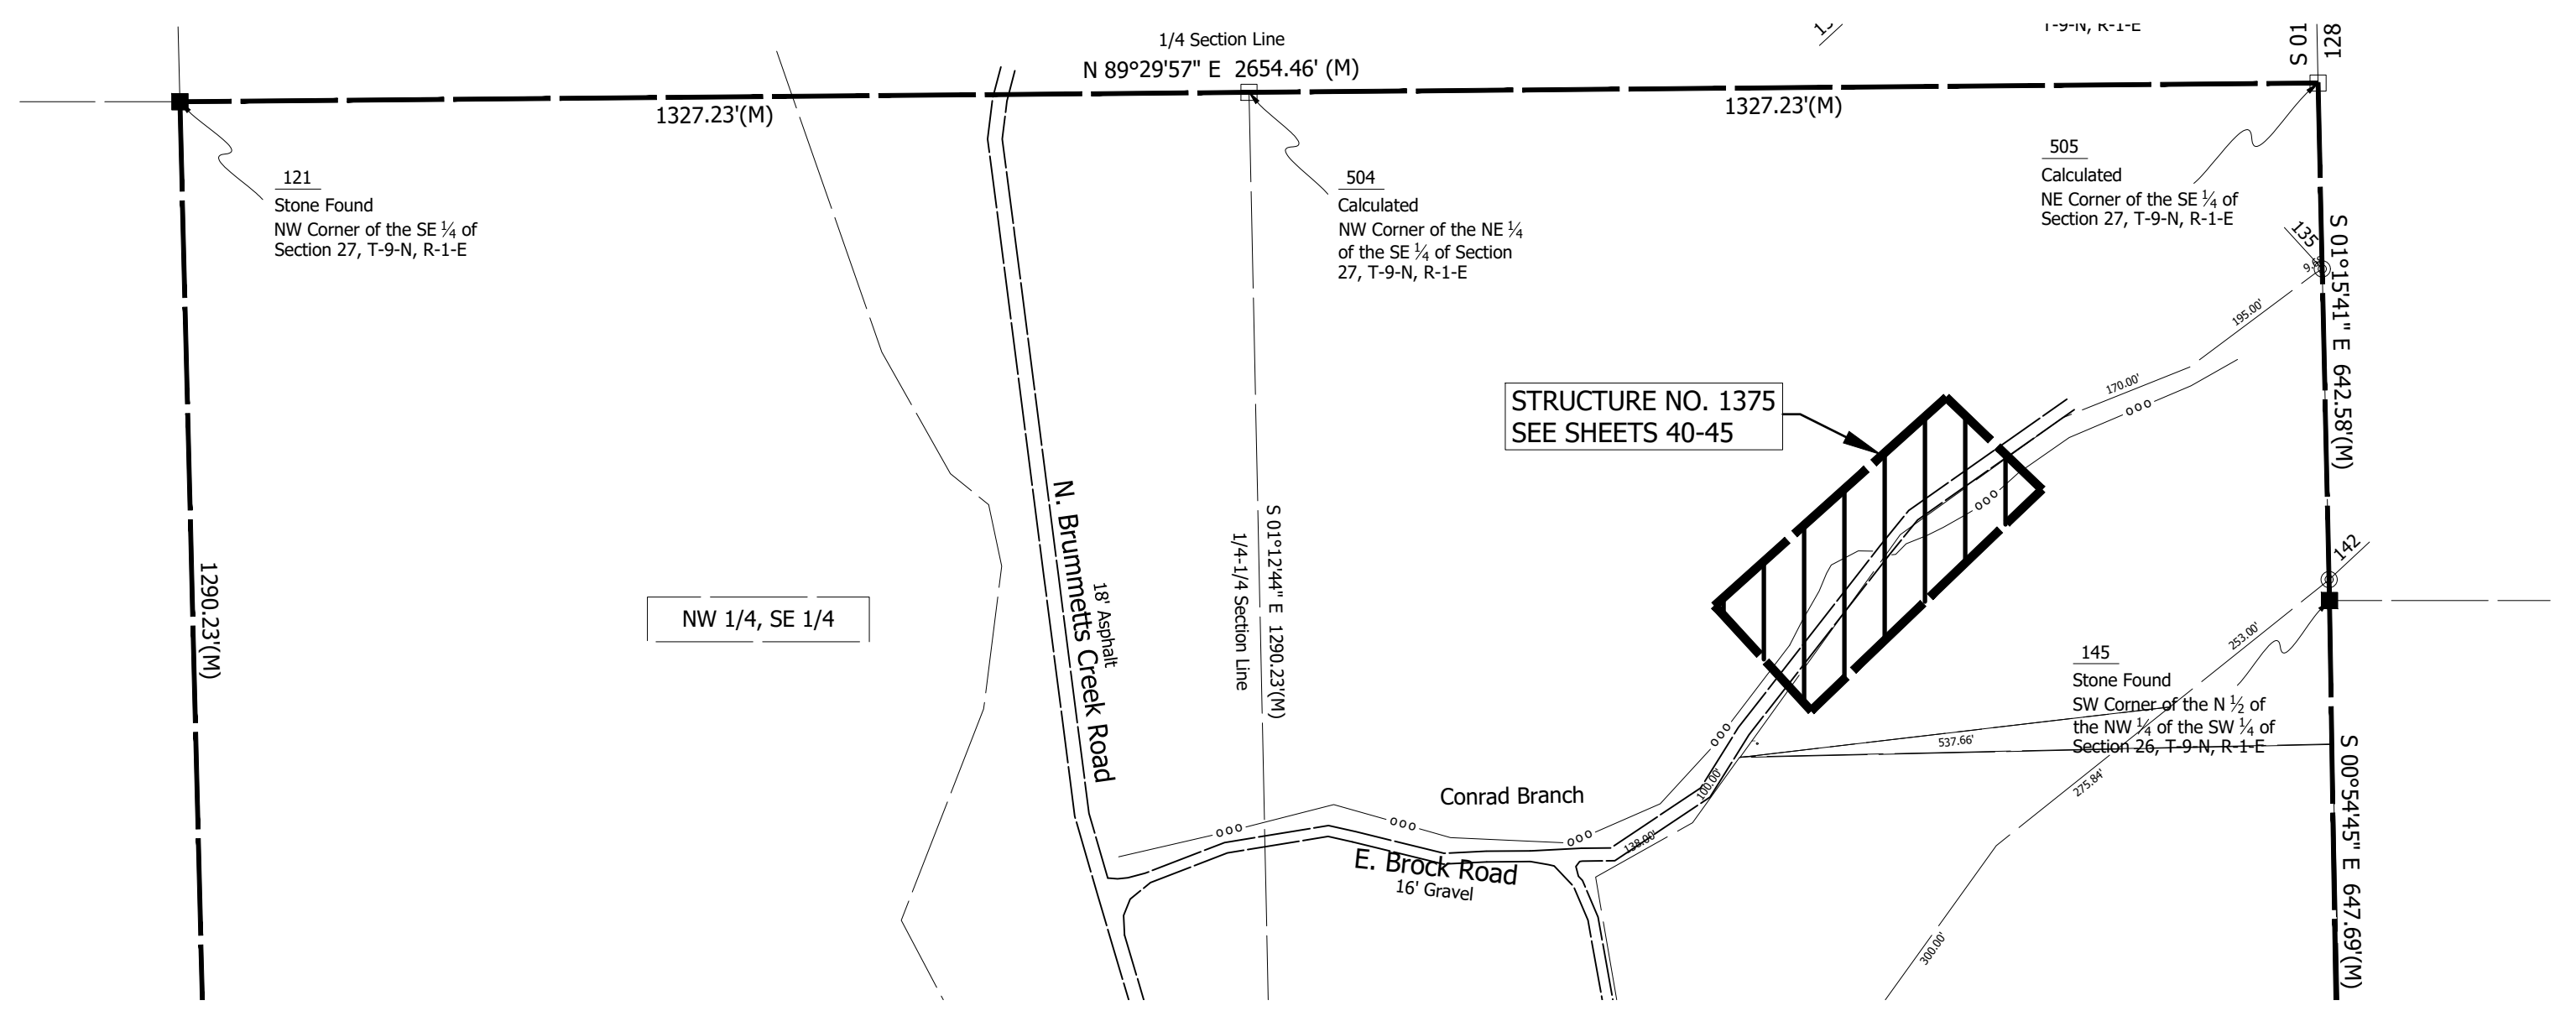 1/4 Section Line
N 89°29'57" E  2654.46' (M)
1327.23'(M)
1327.23'(M)
T-9-N, R-1-E
S 01
128
121
Stone Found
NW Corner of the SE ¼ of
Section 27, T-9-N, R-1-E
504
Calculated
NW Corner of the NE ¼
of the SE ¼ of Section
27, T-9-N, R-1-E
505
Calculated
NE Corner of the SE ¼ of
Section 27, T-9-N, R-1-E
135
S 01°15'41" E  642.58'(M)
195.00'
170.00'
ooo
STRUCTURE NO. 1375
SEE SHEETS 40-45
ooo
N. Brummetts Creek Road
18' Asphalt
S 01°12'44" E  1290.23'(M)
1/4-1/4 Section Line
1290.23'(M)
NW 1/4, SE 1/4
142
253.00'
145
Stone Found
SW Corner of the N ½ of
the NW ¼ of the SW ¼ of
Section 26, T-9-N, R-1-E
537.66'
275.84'
300.00'
S 00°54'45" E  647.69'(M)
ooo
100.00'
138.00'
Conrad Branch
ooo
ooo
ooo
E. Brock Road
16' Gravel